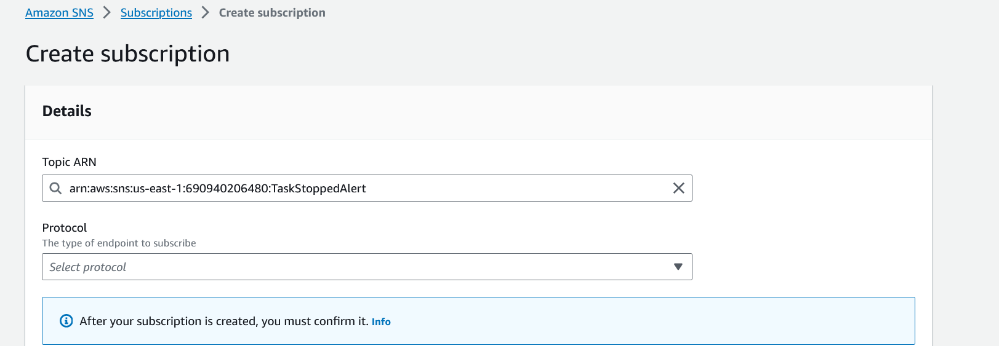 Amazon SNS > Subscriptions > Create subscription
Create subscription
Details
Topic ARN
arn:aws:sns:us-east-1:690940206480:TaskStoppedAlert
Protocol
The type of endpoint to subscribe
Select protocol
After your subscription is created, you must confirm it. Info